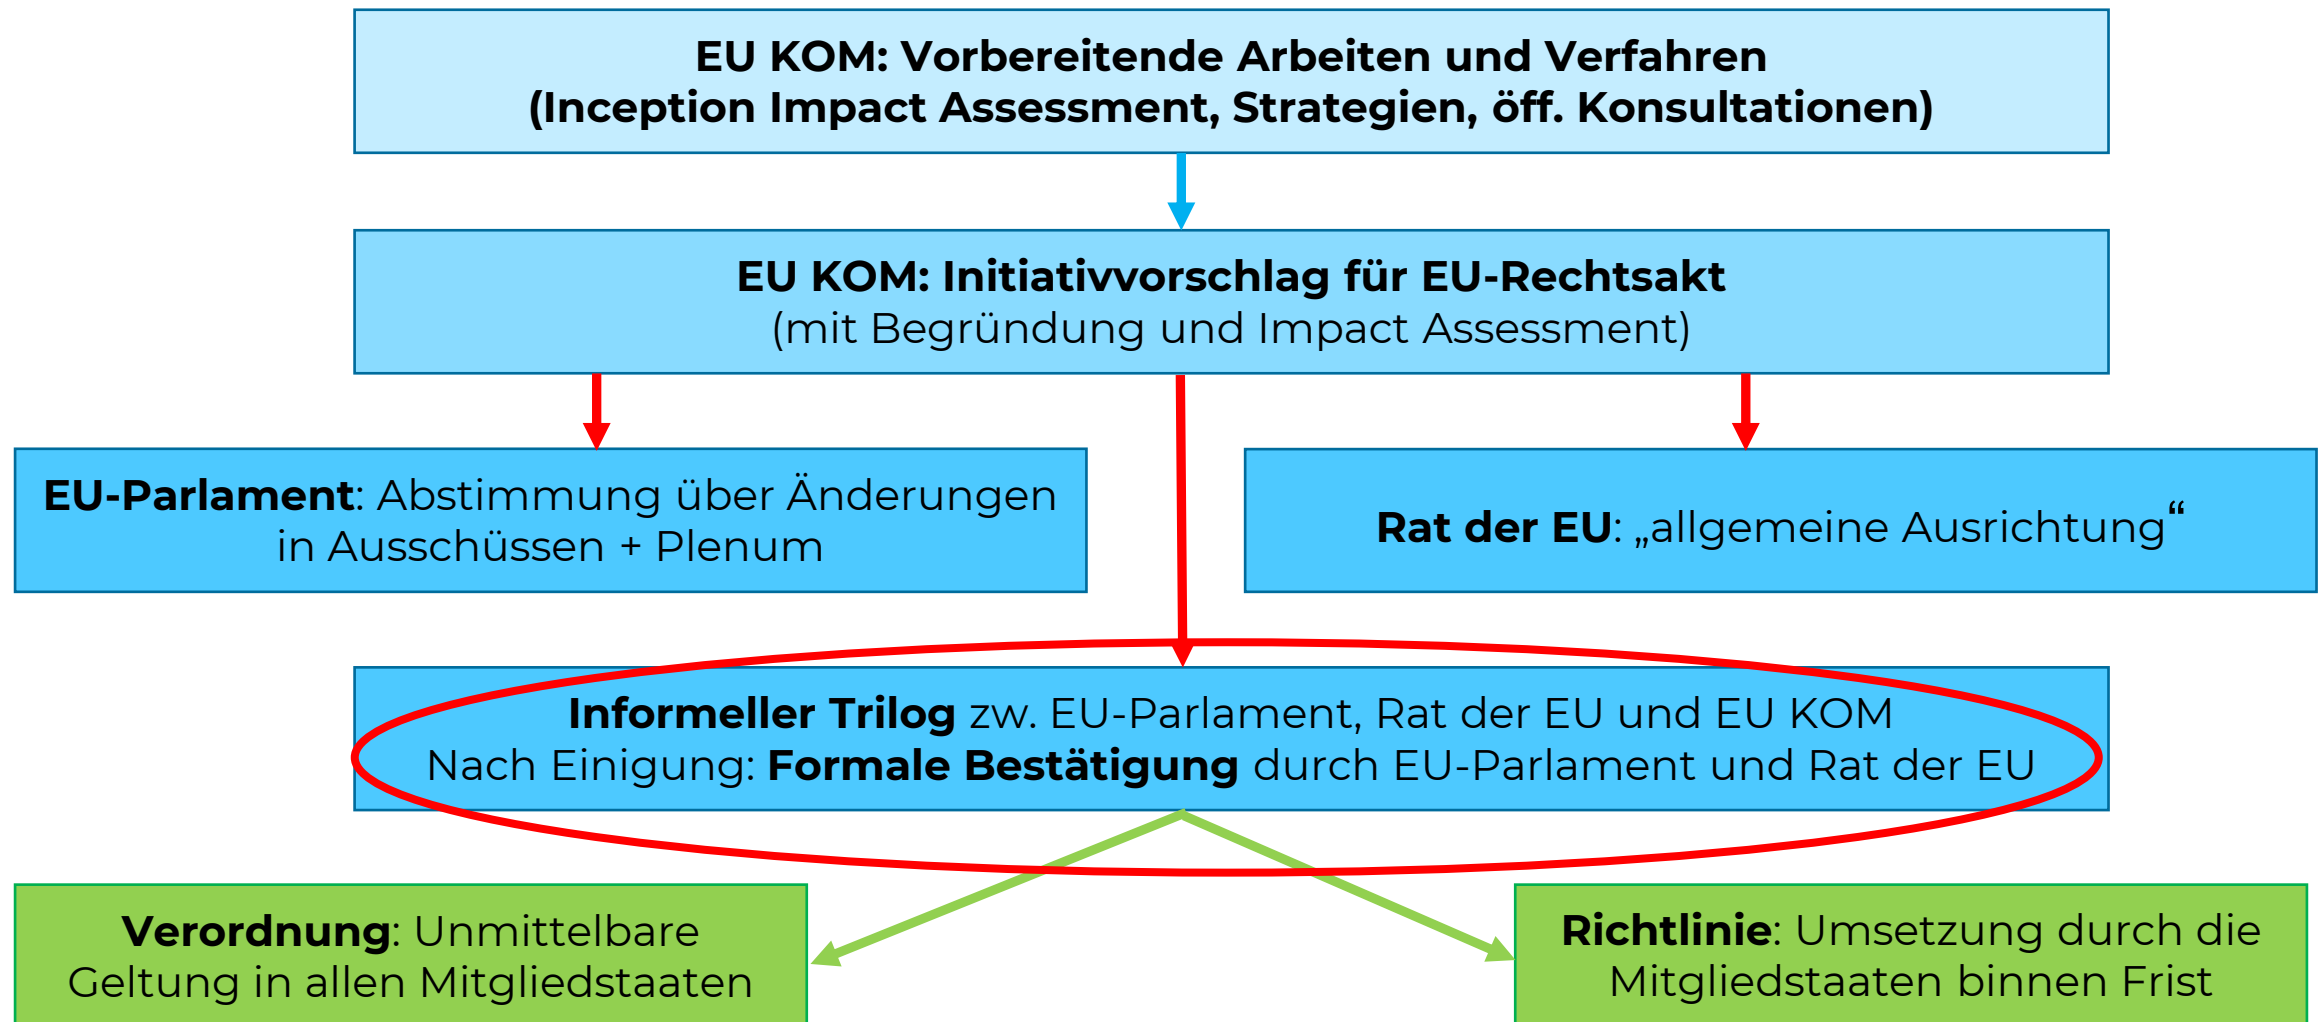 EU KOM: Vorbereitende Arbeiten und Verfahren
(Inception Impact Assessment, Strategien, öff. Konsultationen)
EU KOM: Initiativvorschlag für EU-Rechtsakt
(mit Begründung und Impact Assessment)
EU-Parlament: Abstimmung über Änderungen
in Ausschüssen + Plenum
Rat der EU: „allgemeine Ausrichtung“
Informeller Trilog zw. EU-Parlament, Rat der EU und EU KOM
Nach Einigung: Formale Bestätigung durch EU-Parlament und Rat der EU
Verordnung: Unmittelbare
Geltung in allen Mitgliedstaaten
Richtlinie: Umsetzung durch die
Mitgliedstaaten binnen Frist